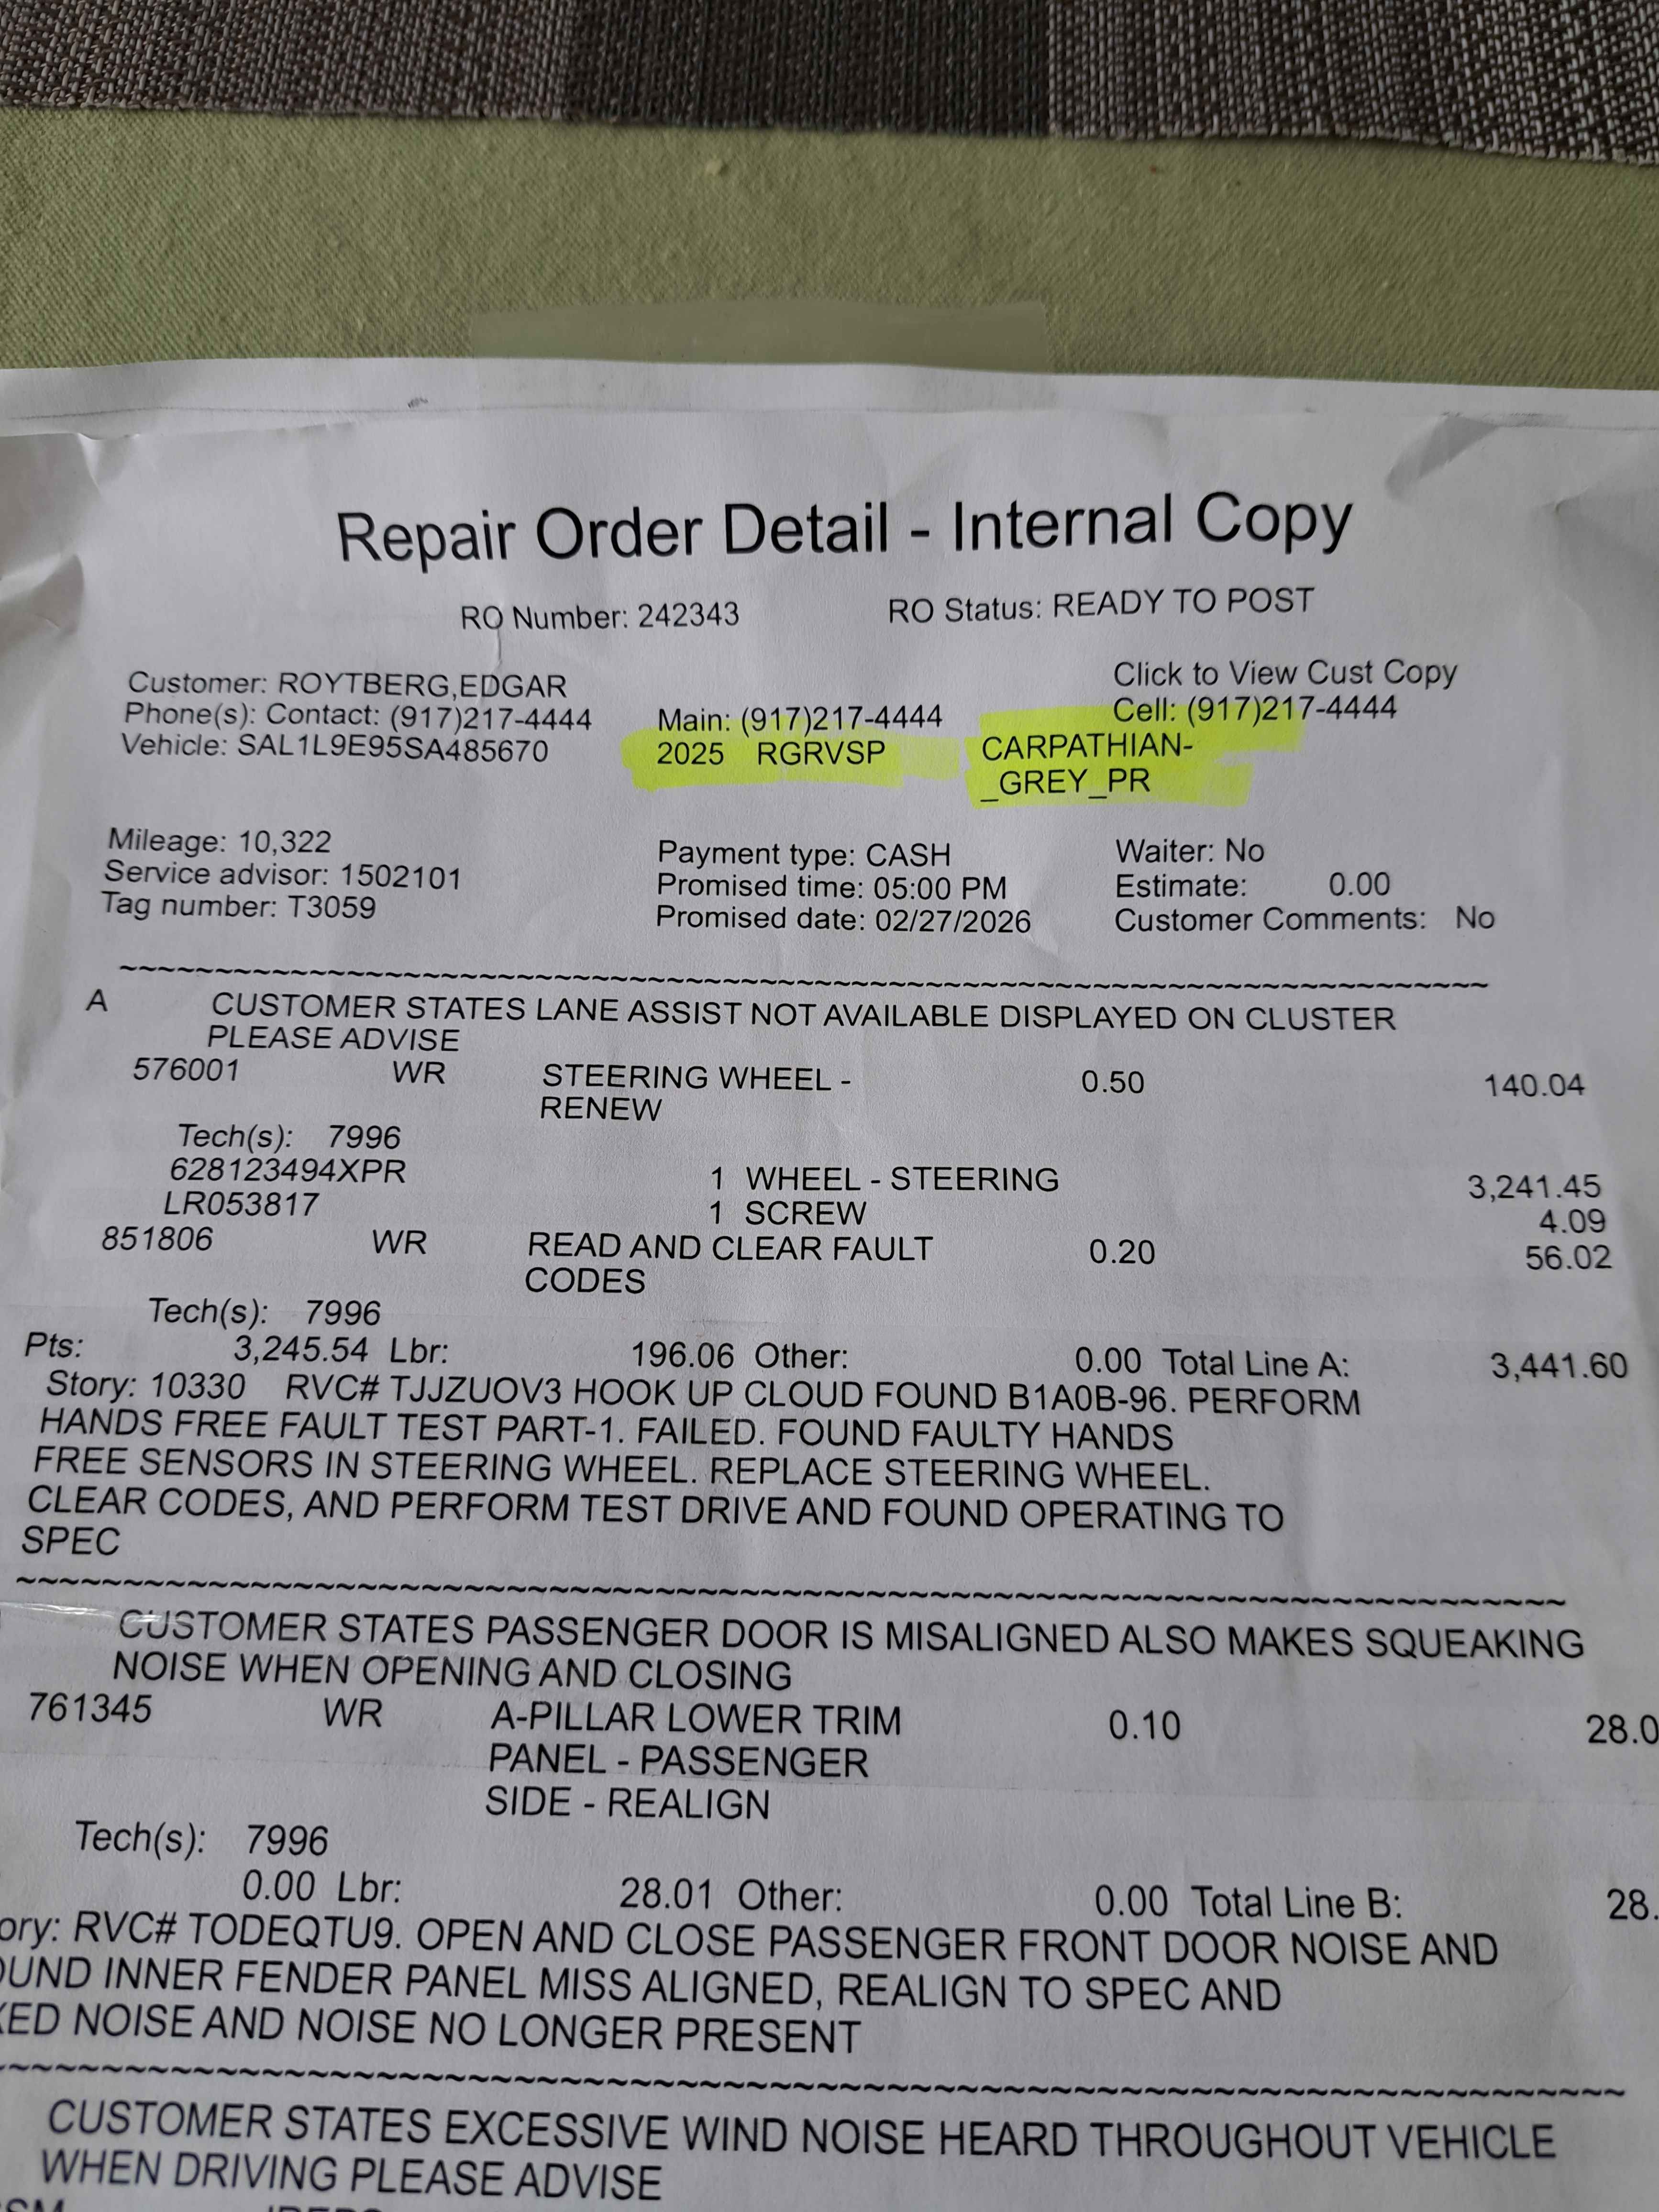 Repair Order Detail - Internal Copy
RO Number: 242343 RO Status: READY TO POST
Customer: ROYTBERG,EDGAR Click to View Cust Copy
Phone(s): Contact: (917)217-4444 Main: (917)217-4444 Cell: (917)217-4444
Vehicle: SAL1L9E95SA485670 2025 RGRVSP CARPATHIAN-
_GREY_PR
Mileage: 10,322 Payment type: CASH Waiter: No
Service advisor: 1502101 Promised time: 05:00 PM Estimate: 0.00
Tag number: T3059 Promised date: 02/27/2026 Customer Comments: No
A CUSTOMER STATES LANE ASSIST NOT AVAILABLE DISPLAYED ON CLUSTER
PLEASE ADVISE
576001 WR STEERING WHEEL - 0.50 140.04
RENEW
Tech(s): 7996
628123494XPR 1 WHEEL - STEERING 3,241.45
LR053817 1 SCREW 4.09
851806 WR READ AND CLEAR FAULT 0.20 56.02
CODES
Tech(s): 7996
Pts: 3,245.54 Lbr: 196.06 Other: 0.00 Total Line A: 3,441.60
Story: 10330 RVC# TJJZUOV3 HOOK UP CLOUD FOUND B1A0B-96. PERFORM
HANDS FREE FAULT TEST PART-1. FAILED. FOUND FAULTY HANDS
FREE SENSORS IN STEERING WHEEL. REPLACE STEERING WHEEL.
CLEAR CODES, AND PERFORM TEST DRIVE AND FOUND OPERATING TO
SPEC
CUSTOMER STATES PASSENGER DOOR IS MISALIGNED ALSO MAKES SQUEAKING
NOISE WHEN OPENING AND CLOSING
761345 WR A-PILLAR LOWER TRIM 0.10 28.0
PANEL - PASSENGER
SIDE - REALIGN
Tech(s): 7996
0.00 Lbr: 28.01 Other: 0.00 Total Line B: 28.
ory: RVC# TODEQTU9. OPEN AND CLOSE PASSENGER FRONT DOOR NOISE AND
OUND INNER FENDER PANEL MISS ALIGNED, REALIGN TO SPEC AND
KED NOISE AND NOISE NO LONGER PRESENT
CUSTOMER STATES EXCESSIVE WIND NOISE HEARD THROUGHOUT VEHICLE
WHEN DRIVING PLEASE ADVISE